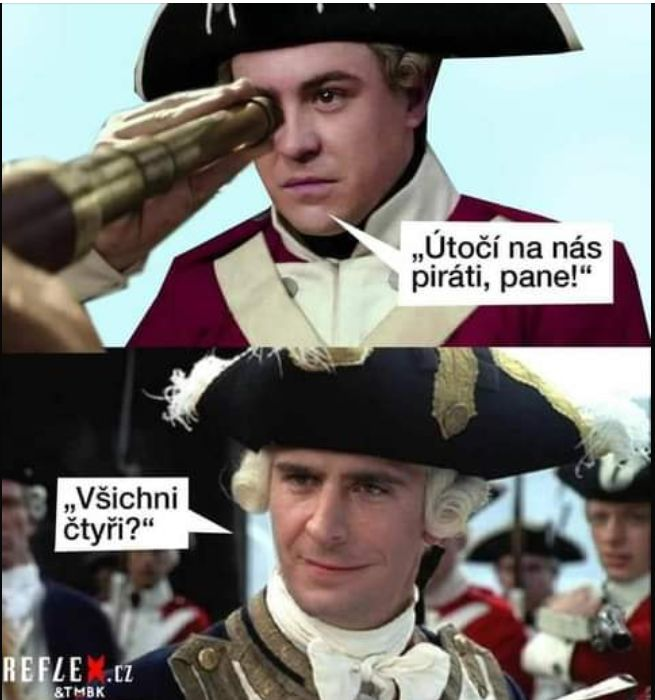 „Útočí na nás
piráti, pane!“
„Všichni
čtyři?“
REFLEX.CZ
&TMBK